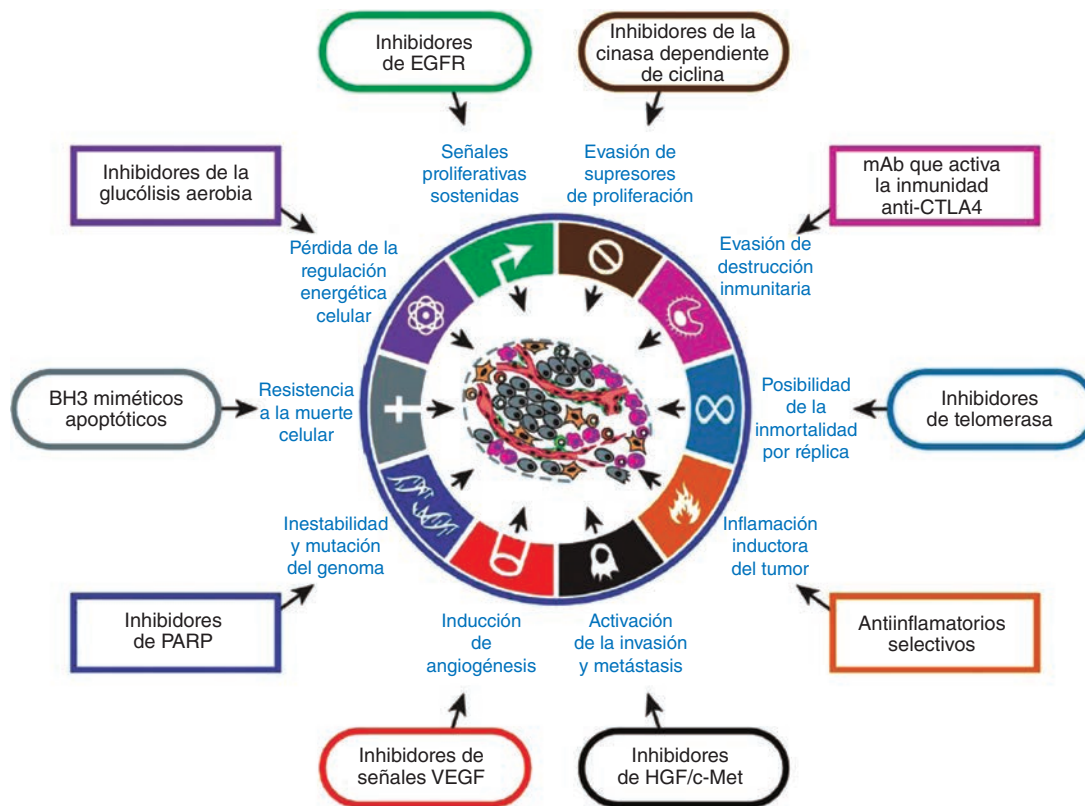 Inhibidores
de EGFR
Inhibidores de la
cinasa dependiente
de ciclina
Señales
proliferativas
sostenidas
Evasión de
supresores
de proliferación
Inhibidores de la
glucólisis aerobia
mAb que activa
la inmunidad
anti-CTLA4
Pérdida de la
regulación
energética
celular
Evasión de
destrucción
inmunitaria
BH3 miméticos
apoptóticos
Resistencia
a la muerte
celular
Posibilidad
de la
inmortalidad
por réplica
Inhibidores
de telomerasa
Inestabilidad
y mutación
del genoma
Inflamación
inductora
del tumor
Inhibidores
de PARP
Inducción
de
angiogénesis
Activación
de la invasión
y metástasis
Antiinflamatorios
selectivos
Inhibidores de
señales VEGF
Inhibidores
de HGF/c-Met